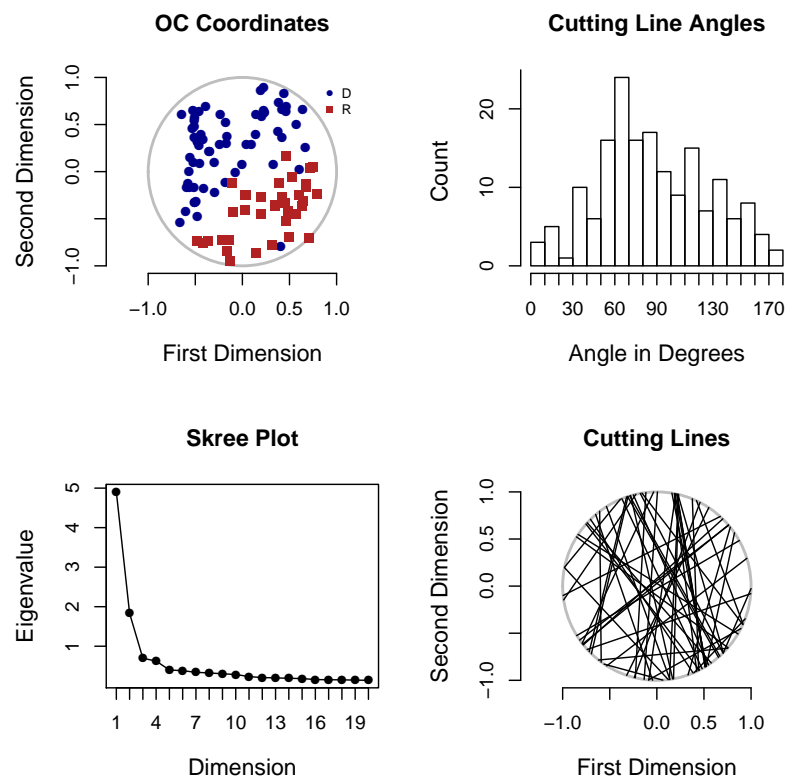 OC Coordinates
Second Dimension
1.0
0.5
0.0
−1.0
D
R
−1.0
0.0
0.5
1.0
First Dimension
Cutting Line Angles
Count
20
10
0
0
30
60
90
130
170
Angle in Degrees
Skree Plot
Eigenvalue
5
4
3
2
1
1
4
7
10
13
16
19
Dimension
Cutting Lines
Second Dimension
1.0
0.5
0.0
−1.0
−1.0
0.0
0.5
1.0
First Dimension